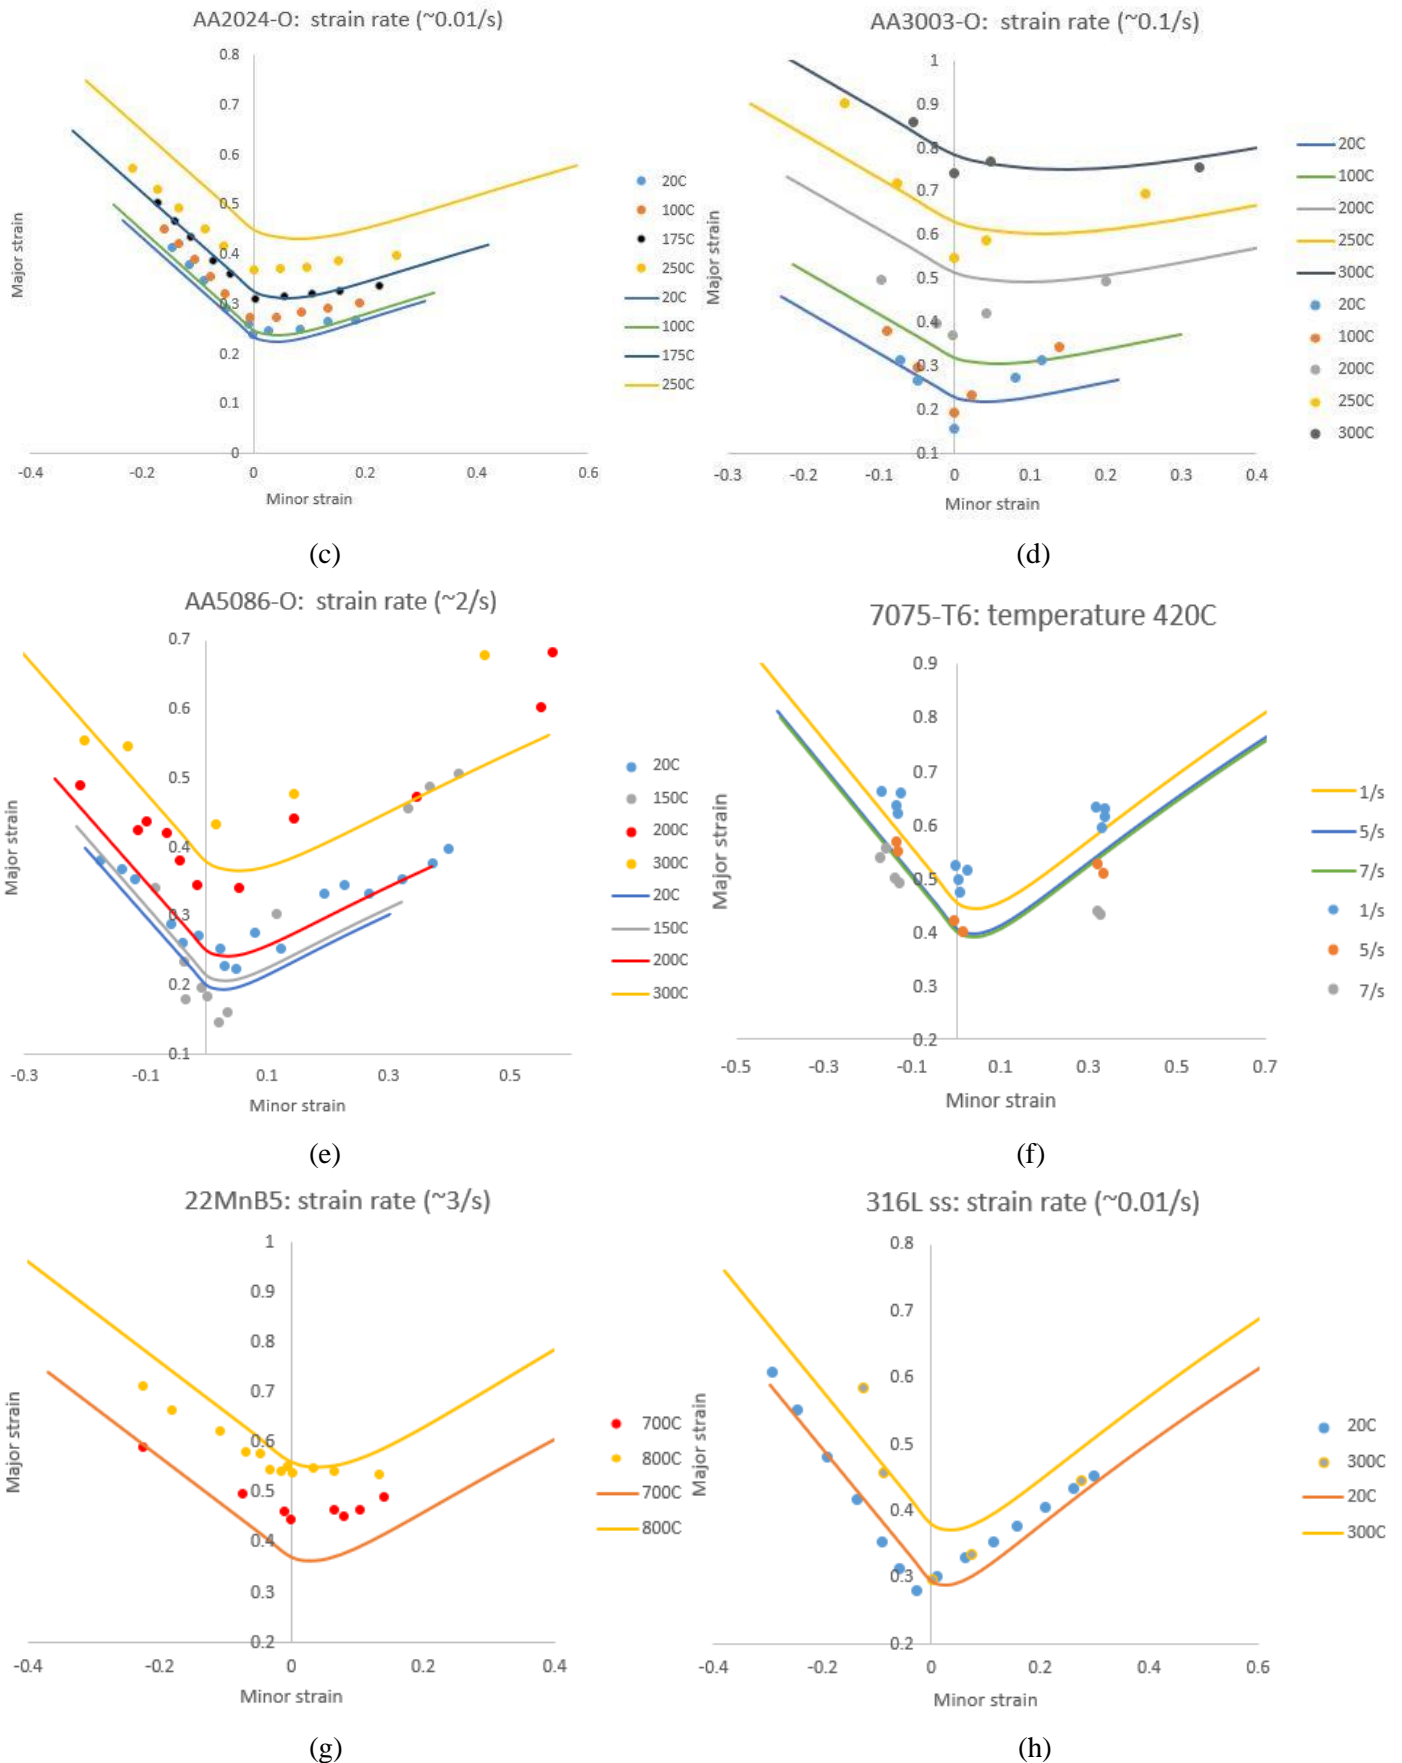 AA2024-O: strain rate (~0.01/s)
0.8
0.7
0.6
0.5
0.4
0.3
0.2
0.1
0
-0.4
-0.2
0
0.2
0.4
0.6
Major strain
Minor strain
20C
100C
175C
250C
20C
100C
175C
250C
(c)
AA3003-O: strain rate (~0.1/s)
1
0.9
0.8
0.7
0.6
0.5
0.4
0.3
0.2
0.1
-0.3
-0.1
0
0.1
0.2
0.3
0.4
Major strain
Minor strain
20C
100C
200C
250C
300C
20C
100C
200C
250C
300C
(d)
AA5086-O: strain rate (~2/s)
0.7
0.6
0.5
0.4
0.3
0.2
0.1
-0.3
-0.1
0.1
0.3
0.5
Major strain
Minor strain
20C
150C
200C
300C
20C
150C
200C
300C
(e)
7075-T6: temperature 420C
0.9
0.8
0.7
0.6
0.5
0.4
0.3
0.2
-0.5
-0.3
-0.1
0.1
0.3
0.5
0.7
Major strain
Minor strain
1/s
5/s
7/s
1/s
5/s
7/s
(f)
22MnB5: strain rate (~3/s)
1
0.9
0.8
0.7
0.6
0.5
0.4
0.3
0.2
-0.4
-0.2
0
0.2
0.4
Major strain
Minor strain
700C
800C
700C
800C
(g)
316L ss: strain rate (~0.01/s)
0.8
0.7
0.6
0.5
0.4
0.3
0.2
-0.4
-0.2
0
0.2
0.4
0.6
Major strain
Minor strain
20C
300C
20C
300C
(h)